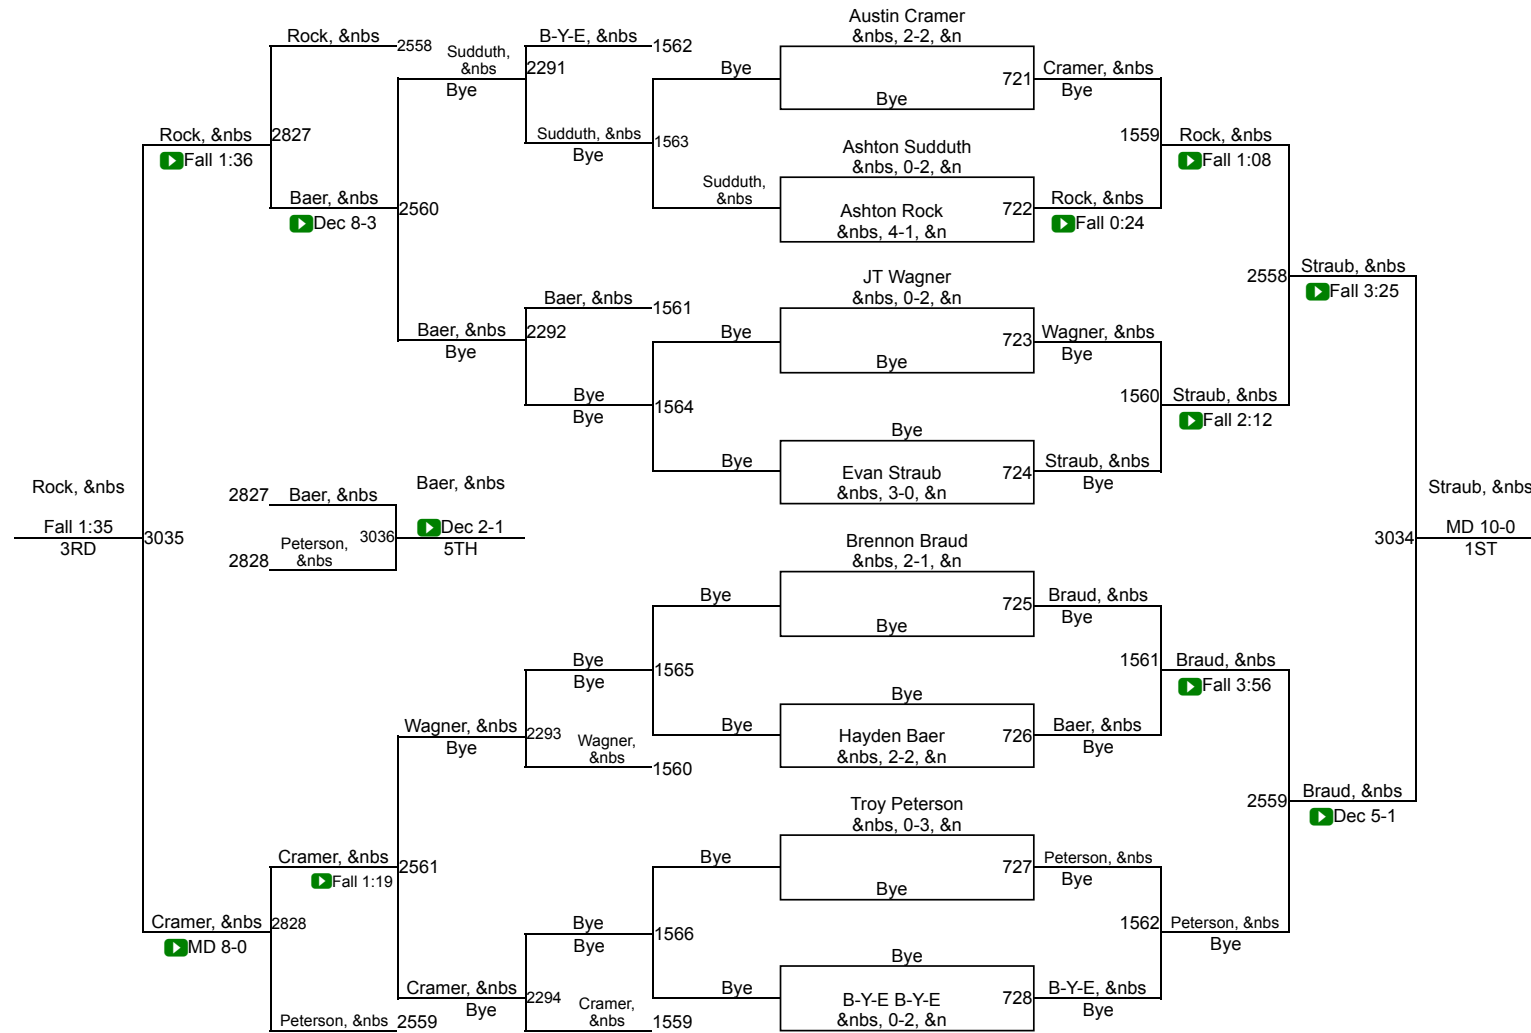 Austin Cramer
&nbs, 2-2, &n
Rock, &nbs
2558
Sudduth,
&nbs
Bye
2291
B-Y-E, &nbs
1562
Bye
Bye
721
Cramer, &nbs
Bye
Rock, &nbs
Fall 1:36
2827
Sudduth, &nbs
Bye
1563
Ashton Sudduth
&nbs, 0-2, &n
1559
Rock, &nbs
Fall 1:08
Baer, &nbs
Dec 8-3
2560
Sudduth,
&nbs
Ashton Rock
&nbs, 4-1, &n
722
Rock, &nbs
Fall 0:24
JT Wagner
&nbs, 0-2, &n
2558
Straub, &nbs
Fall 3:25
Baer, &nbs
Bye
2292
Baer, &nbs
1561
Bye
Bye
723
Wagner, &nbs
Bye
Bye
Bye
1564
Bye
1560
Straub, &nbs
Fall 2:12
Bye
Evan Straub
&nbs, 3-0, &n
724
Straub, &nbs
Bye
Rock, &nbs
Fall 1:35
3RD
3035
2827
Baer, &nbs
Peterson,
&nbs
2828
3036
Baer, &nbs
Dec 2-1
5TH
3034
Straub, &nbs
MD 10-0
1ST
Brennon Braud
&nbs, 2-1, &n
Bye
Bye
725
Braud, &nbs
Bye
Bye
Bye
1565
1561
Braud, &nbs
Fall 3:56
Wagner, &nbs
Bye
2293
Wagner,
&nbs
1560
Bye
Bye
Hayden Baer
&nbs, 2-2, &n
726
Baer, &nbs
Bye
Troy Peterson
&nbs, 0-3, &n
2559
Braud, &nbs
Dec 5-1
Cramer, &nbs
Fall 1:19
2561
Bye
Bye
727
Peterson, &nbs
Bye
Cramer, &nbs
MD 8-0
2828
Bye
Bye
1566
Bye
1562
Peterson, &nbs
Bye
Cramer, &nbs
Bye
2294
Cramer,
&nbs
1559
Bye
B-Y-E B-Y-E
&nbs, 0-2, &n
728
B-Y-E, &nbs
Bye
Peterson, &nbs
2559